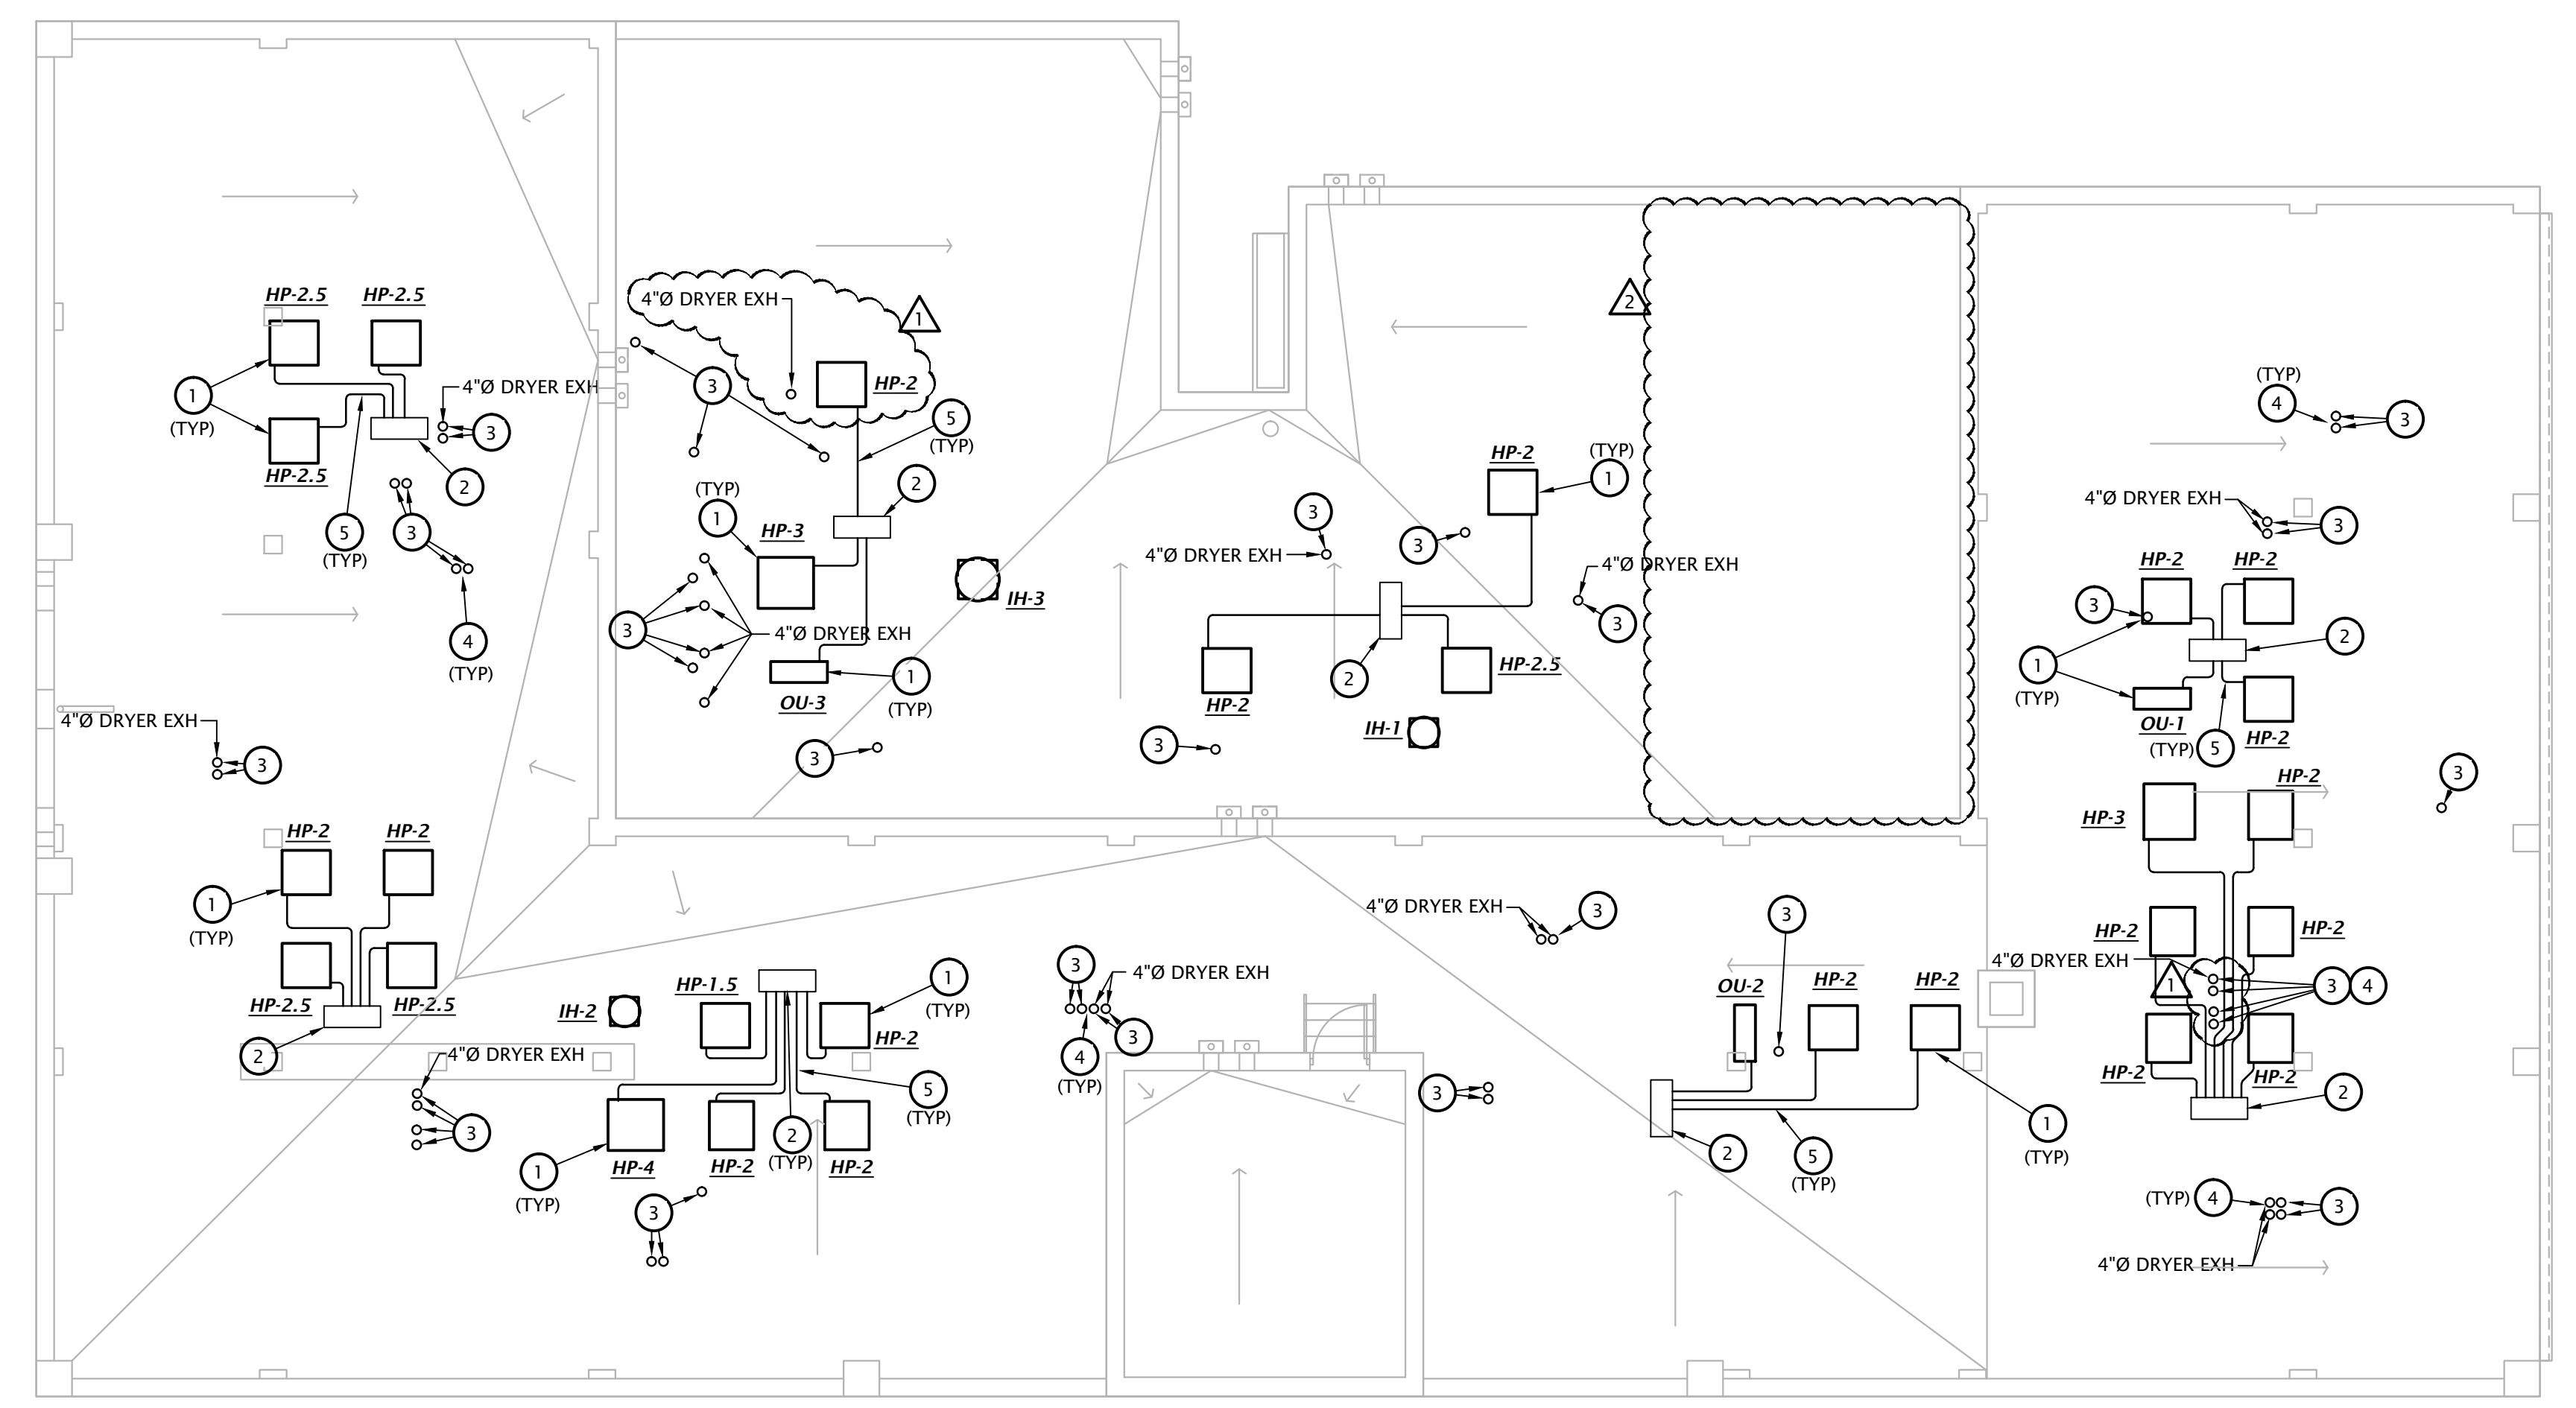 HP-2.5
HP-2.5
1
(TYP)
4"Ø DRYER EXH
3
HP-2.5
2
5
(TYP)
3
4
(TYP)
4"Ø DRYER EXH
3
HP-2
HP-2
1
(TYP)
HP-2.5
HP-2.5
2
4"Ø DRYER EXH
3
4"Ø DRYER EXH
1
3
HP-2
5
(TYP)
(TYP)
1
HP-3
2
IH-3
3
4"Ø DRYER EXH
OU-3
1
(TYP)
3
2
HP-2
(TYP)
1
3
3
4"Ø DRYER EXH
4"Ø DRYER EXH
3
2
HP-2.5
HP-2
IH-1
3
(TYP)
4
3
4"Ø DRYER EXH
3
HP-2
HP-2
3
2
1
(TYP)
OU-1
HP-2
(TYP)
5
HP-2
HP-3
3
HP-2
HP-2
4"Ø DRYER EXH
1
3
4
HP-2
HP-2
2
(TYP)
4
3
4"Ø DRYER EXH
IH-2
HP-1.5
1
(TYP)
HP-2
5
(TYP)
2
(TYP)
1
(TYP)
HP-4
HP-2
HP-2
3
3
4"Ø DRYER EXH
3
4
(TYP)
4"Ø DRYER EXH
3
3
3
OU-2
HP-2
HP-2
2
5
(TYP)
1
(TYP)